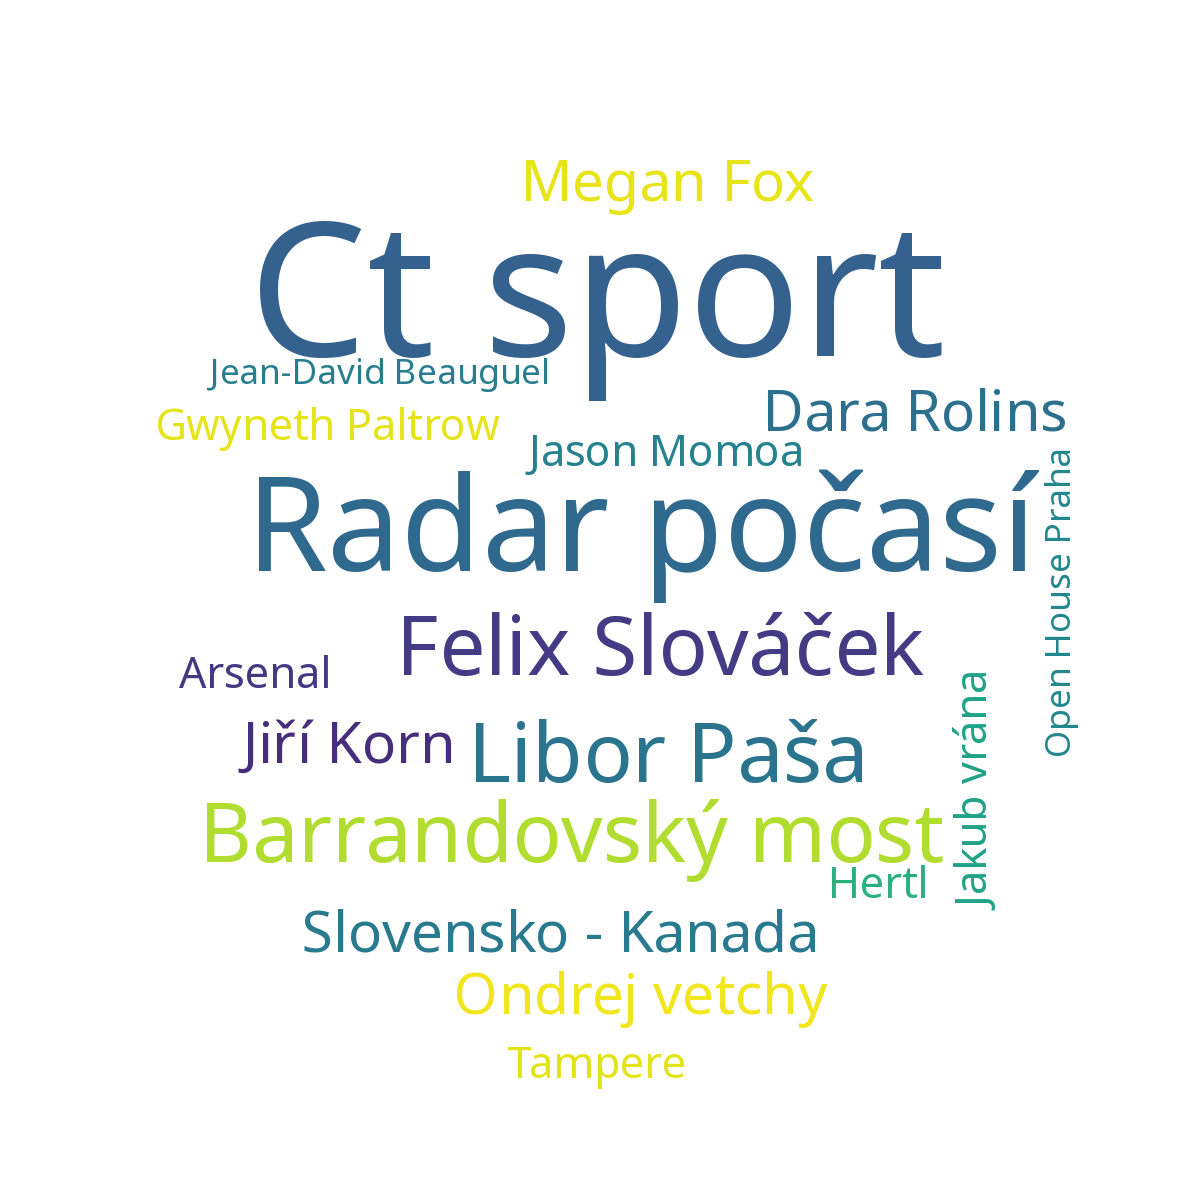 Megan Fox
Ct sport
Jean-David Beauguel
Dara Rolins
Gwyneth Paltrow
Jason Momoa
Radar počasí
Open House Praha
Felix Slováček
Arsenal
Jiří Korn
Libor Paša
Jakub vrána
Barrandovský most
Hertl
Slovensko - Kanada
Ondrej vetchy
Tampere